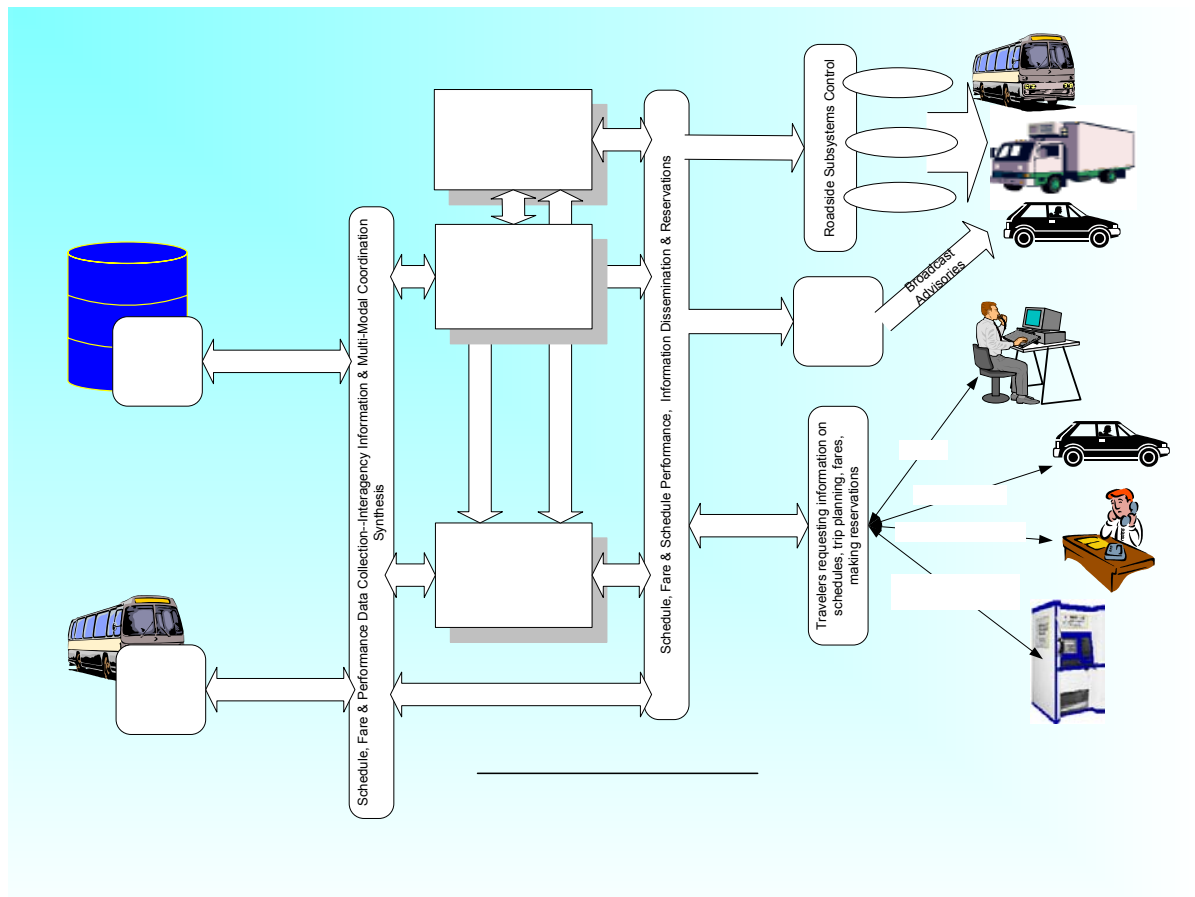 Schedule, Fare & Performance Data Collection--Interagency Information & Multi-Modal Coordination
Synthesis
Schedule, Fare & Schedule Performance,  Information Dissemination & Reservations
Roadside Subsystems Control
Broadcast
Advisories
Travelers requesting information on
schedules, trip planning, fares,
making reservations